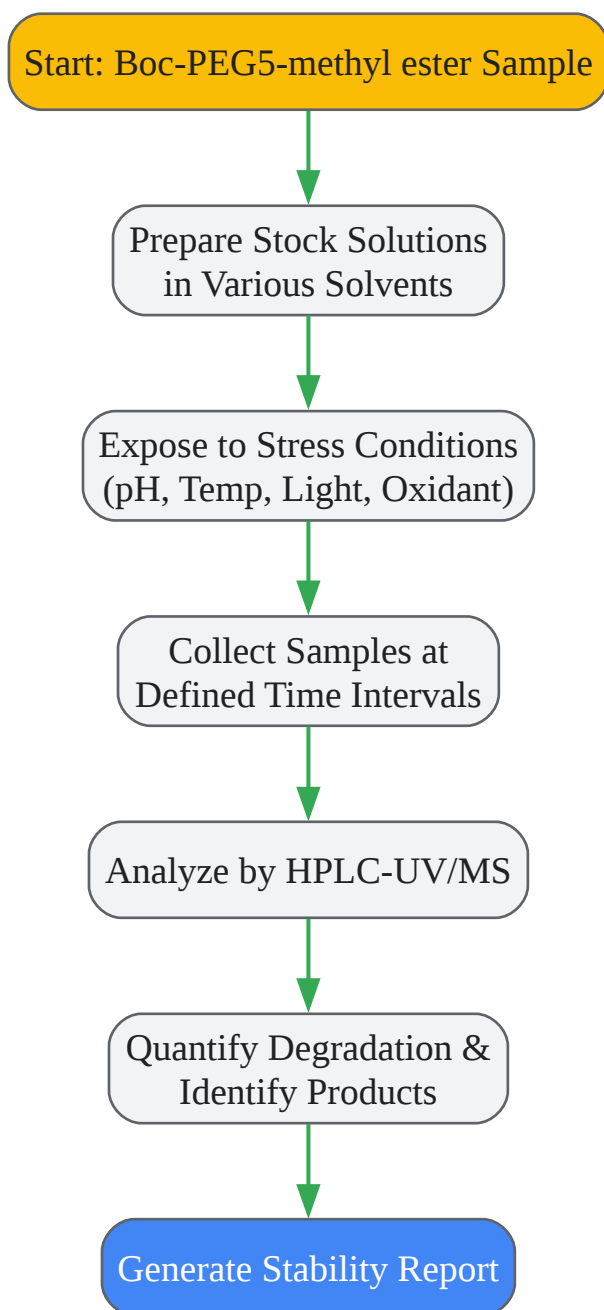 Start: Boc-PEG5-methyl ester Sample
Prepare Stock Solutions
in Various Solvents
Expose to Stress Conditions
(pH, Temp, Light, Oxidant)
Collect Samples at
Defined Time Intervals
Analyze by HPLC-UV/MS
Quantify Degradation &
Identify Products
Generate Stability Report